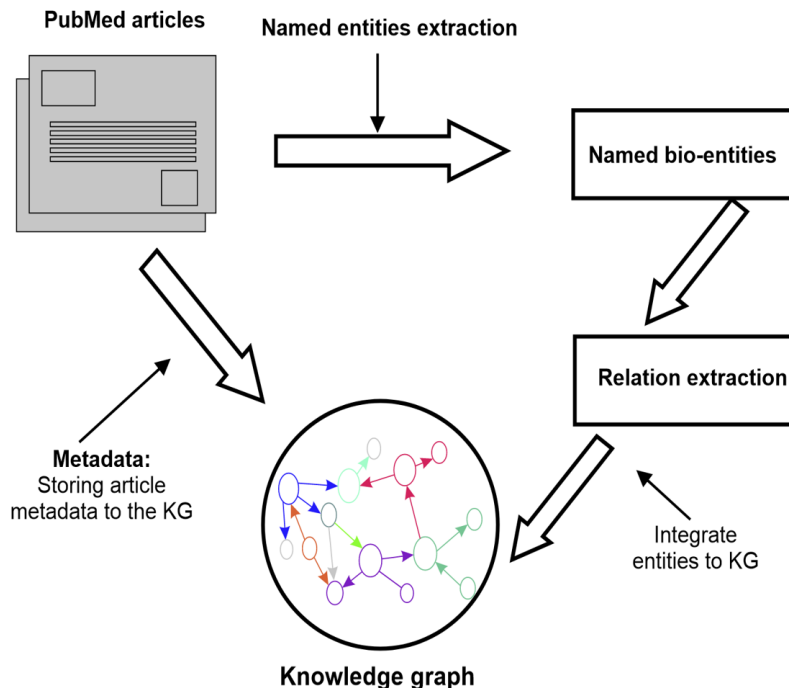 PubMed articles
Named entities extraction
Named bio-entities
Relation extraction
Metadata:
Storing article
metadata to the KG
Integrate
entities to KG
Knowledge graph